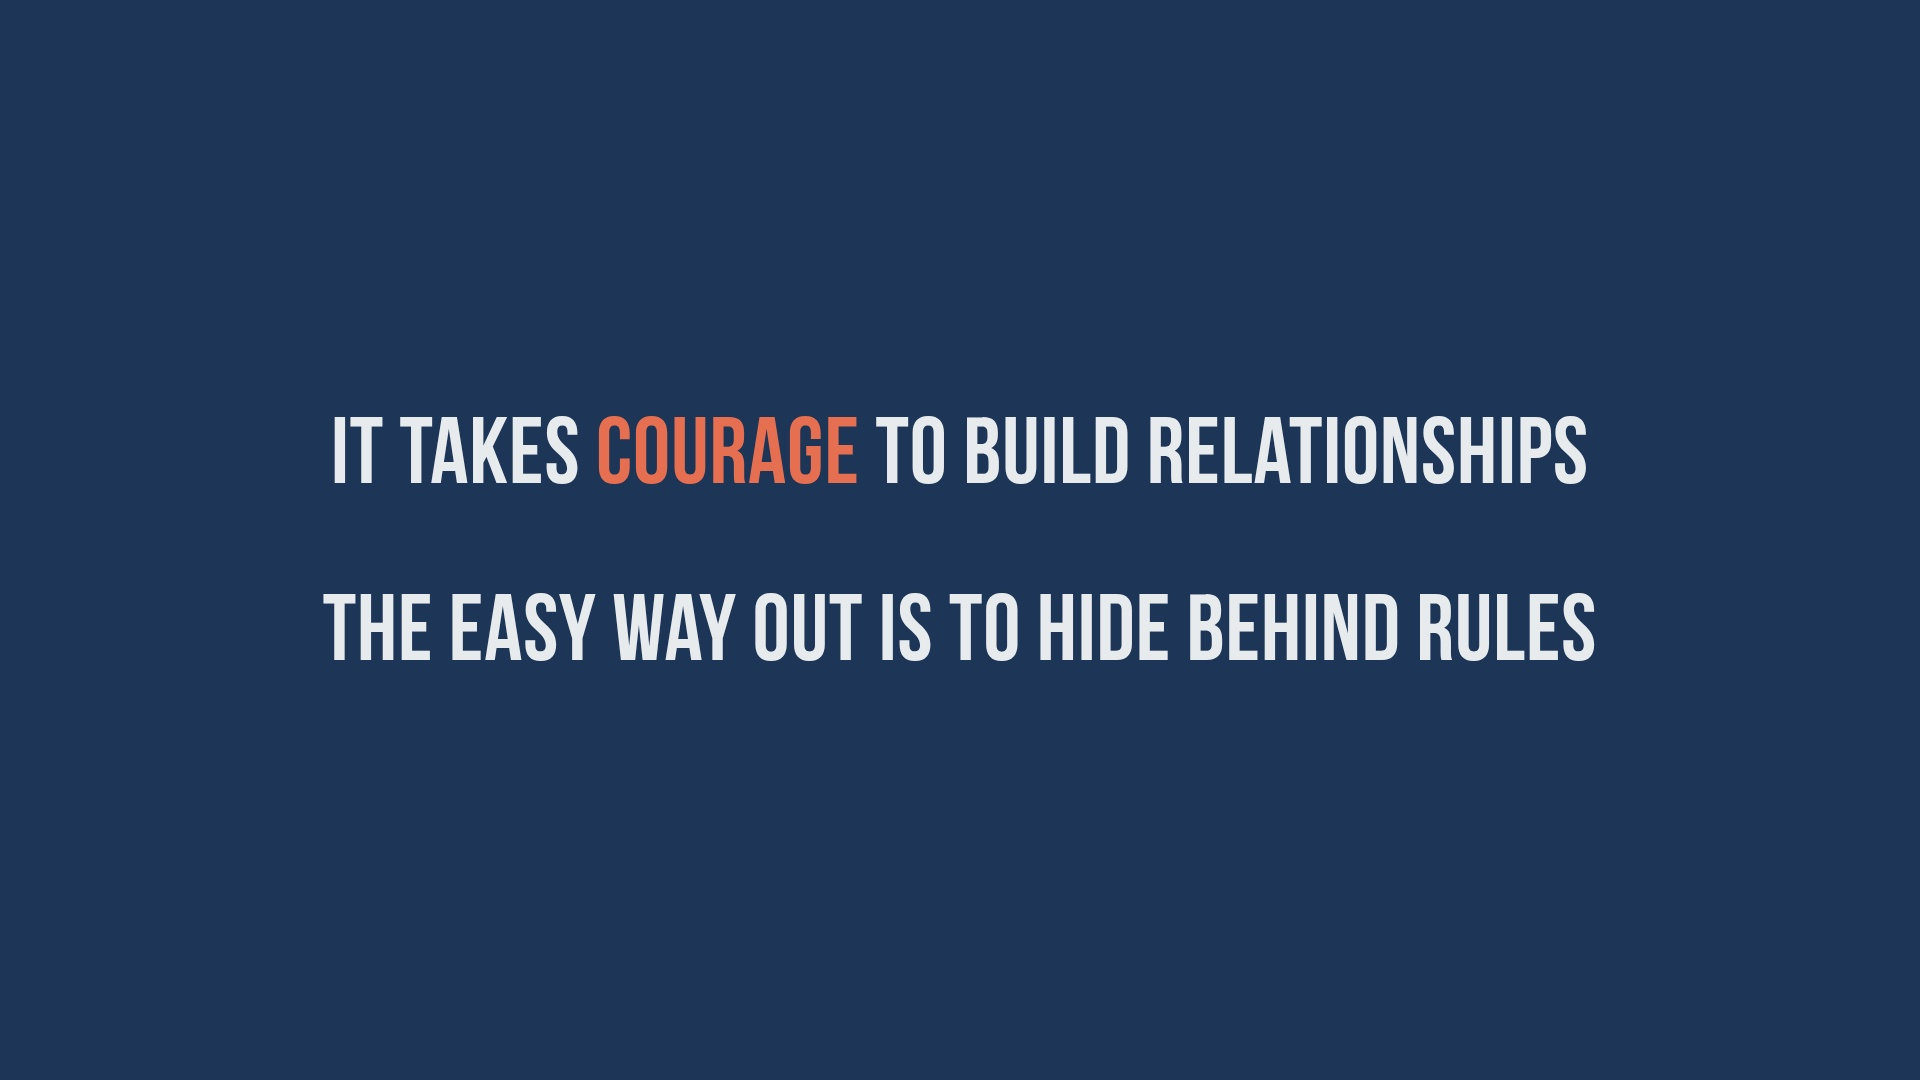 IT TAKES COURAGE TO BUILD RELATIONSHIPS
THE EASY WAY OUT IS TO HIDE BEHIND RULES